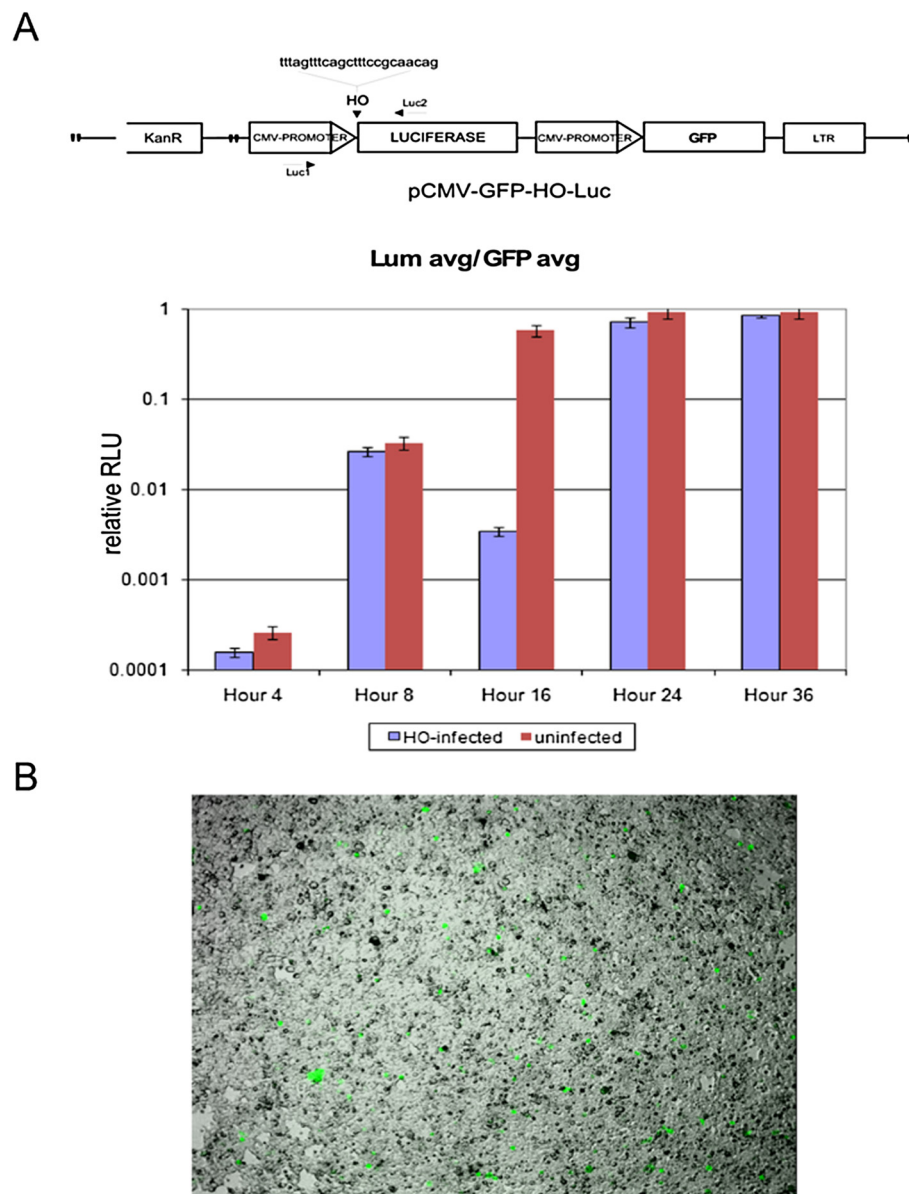 A
tttagtttcagctttccgcaacag
HO
Luc2
KanR
CMV-PROMOTER
LUCIFERASE
CMV-PROMOTER
GFP
LTR
Luc1
pCMV-GFP-HO-Luc
Lum avg/GFP avg
relative RLU
1
0.1
0.01
0.001
0.0001
Hour 4 Hour 8 Hour 16 Hour 24 Hour 36
HO-infected uninfected
B